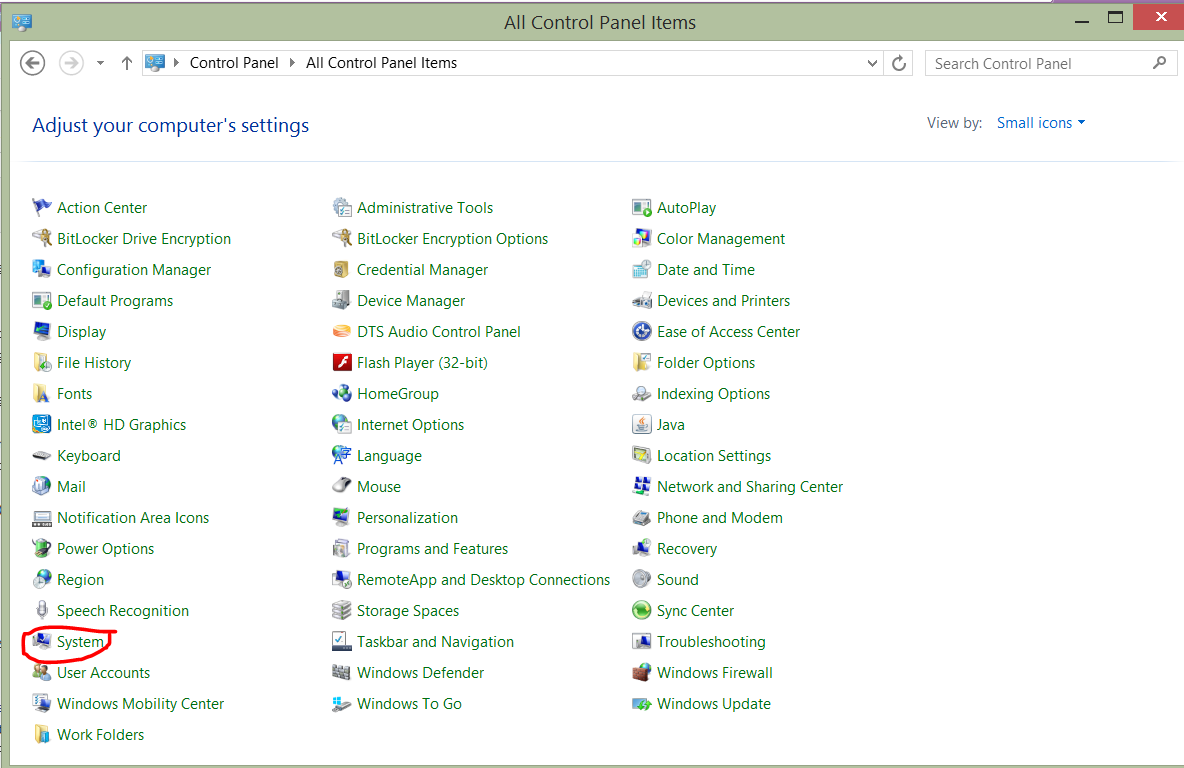 All Control Panel Items
Control Panel All Control Panel Items Search Control Panel
Adjust your computer's settings View by: Small icons
Action Center Administrative Tools AutoPlay
BitLocker Drive Encryption BitLocker Encryption Options Color Management
Configuration Manager Credential Manager Date and Time
Default Programs Device Manager Devices and Printers
Display DTS Audio Control Panel Ease of Access Center
File History Flash Player (32-bit) Folder Options
Fonts HomeGroup Indexing Options
Intel® HD Graphics Internet Options Java
Keyboard Language Location Settings
Mail Mouse Network and Sharing Center
Notification Area Icons Personalization Phone and Modem
Power Options Programs and Features Recovery
Region RemoteApp and Desktop Connections Sound
Speech Recognition Storage Spaces Sync Center
System Taskbar and Navigation Troubleshooting
User Accounts Windows Defender Windows Firewall
Windows Mobility Center Windows To Go Windows Update
Work Folders